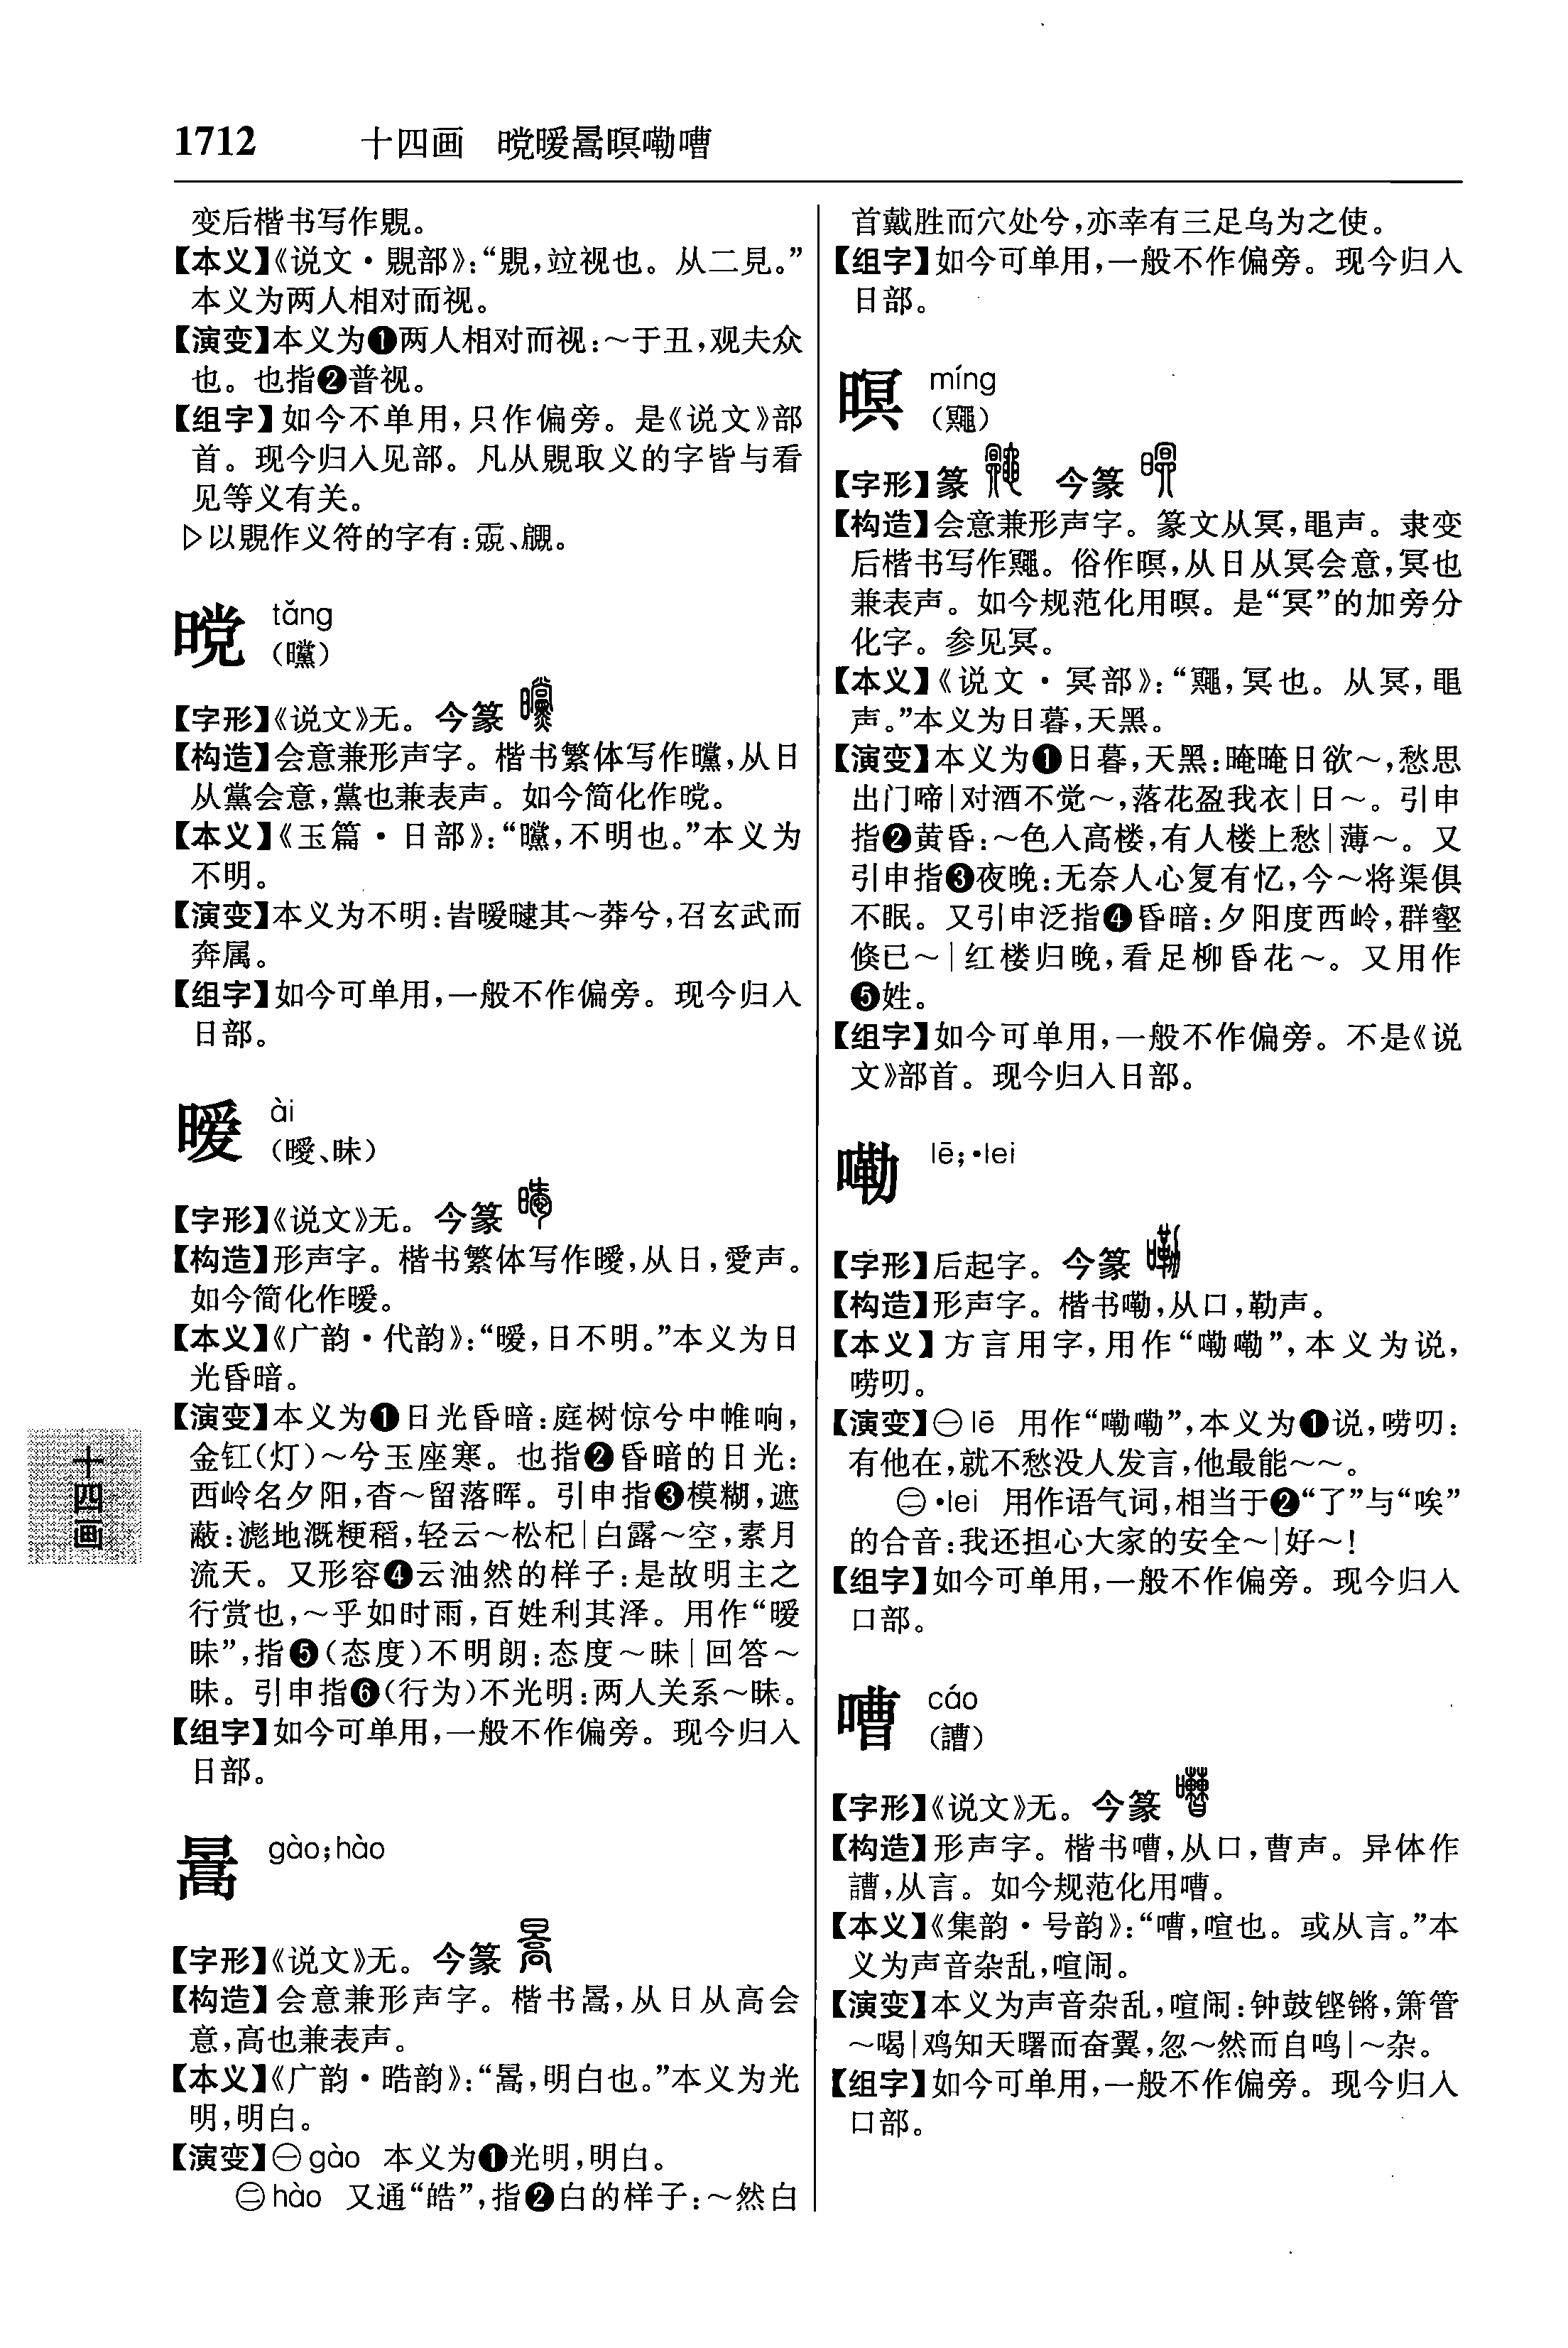 1712 十四画 㫾暧暠暝嘞嘈
变后楷书写作覞。
【本义】《说文·覞部》：“覞，竝视也。从二見。”
本义为两人相对而视。
【演变】本义为❶两人相对而视：～于丑，观夫众
也。也指❷普视。
【组字】如今不单用，只作偏旁。是《说文》部
首。现今归入见部。凡从覞取义的字皆与看
见等义有关。
▷以覞作义符的字有：、。
tǎng
（曭）
【字形】《说文》无。今篆
【构造】会意兼形声字。楷书繁体写作曭，从日
从黨会意，黨也兼表声。如今简化作。
【本义】《玉篇·日部》：“曭，不明也。”本义为
不明。
【演变】本义为不明：旹暧曃其～莽兮，召玄武而
奔属。
【组字】如今可单用，一般不作偏旁。现今归入
日部。
暧 ài
（曖、昧）
【字形】《说文》无。今篆
【构造】形声字。楷书繁体写作曖，从日，愛声。
如今简化作暧。
【本义】《广韵·代韵》：“暧，日不明。”本义为日
光昏暗。
【演变】本义为❶日光昏暗：庭树惊兮中帷响，
金钅工（灯）～兮玉座寒。也指❷昏暗的日光：
西岭名夕阳，杳～留落晖。引申指❸模糊，遮
蔽：滮地溉粳稻，轻云～松杞｜白露～空，素月
流天。又形容❹云油然的样子：是故明主之
行赏也，～乎如时雨，百姓利其泽。用作“暧
昧”，指❺（态度）不明朗：态度～昧｜回答～
昧。引申指❻（行为）不光明：两人关系～昧。
【组字】如今可单用，一般不作偏旁。现今归入
日部。
暠 gào；hào
【字形】《说文》无。今篆
【构造】会意兼形声字。楷书暠，从日从高会
意，高也兼表声。
【本义】《广韵·晧韵》：“暠，明白也。”本义为光
明，明白。
【演变】㊀gào 本义为❶光明，明白。
㊁hào 又通“皓”，指❷白的样子：～然白
首戴胜而穴处兮，亦幸有三足乌为之使。
【组字】如今可单用，一般不作偏旁。现今归入
日部。
暝 míng
（鼆）
【字形】篆 今篆
【构造】会意兼形声字。篆文从冥，黽声。隶变
后楷书写作鼆。俗作暝，从日从冥会意，冥也
兼表声。如今规范化用暝。是“冥”的加旁分
化字。参见冥。
【本义】《说文·冥部》：“鼆，冥也。从冥，黽
声。”本义为日暮，天黑。
【演变】本义为❶日暮，天黑：晻晻日欲～，愁思
出门啼｜对酒不觉～，落花盈我衣｜日～。引申
指❷黄昏：～色入高楼，有人楼上愁｜薄～。又
引申指❸夜晚：无奈人心复有忆，今～将渠俱
不眠。又引申泛指❹昏暗：夕阳度西岭，群壑
倏已～｜红楼归晚，看足柳昏花～。又用作
❺姓。
【组字】如今可单用，一般不作偏旁。不是《说
文》部首。现今归入日部。
嘞 lē；·lei
【字形】后起字。今篆
【构造】形声字。楷书嘞，从口，勒声。
【本义】方言用字，用作“嘞嘞”，本义为说，
唠叨。
【演变】㊀lē 用作“嘞嘞”，本义为❶说，唠叨：
有他在，就不愁没人发言，他最能～～。
㊁·lei 用作语气词，相当于❷“了”与“唉”
的合音：我还担心大家的安全～｜好～！
【组字】如今可单用，一般不作偏旁。现今归入
口部。
嘈 cáo
（譛）
【字形】《说文》无。今篆
【构造】形声字。楷书嘈，从口，曹声。异体作
，从言。如今规范化用嘈。
【本义】《集韵·号韵》：“嘈，喧也。或从言。”本
义为声音杂乱，喧闹。
【演变】本义为声音杂乱，喧闹：钟鼓铿锵，箫管
～喝｜鸡知天曙而奋翼，忽～然而自鸣｜～杂。
【组字】如今可单用，一般不作偏旁。现今归入
口部。
十四画